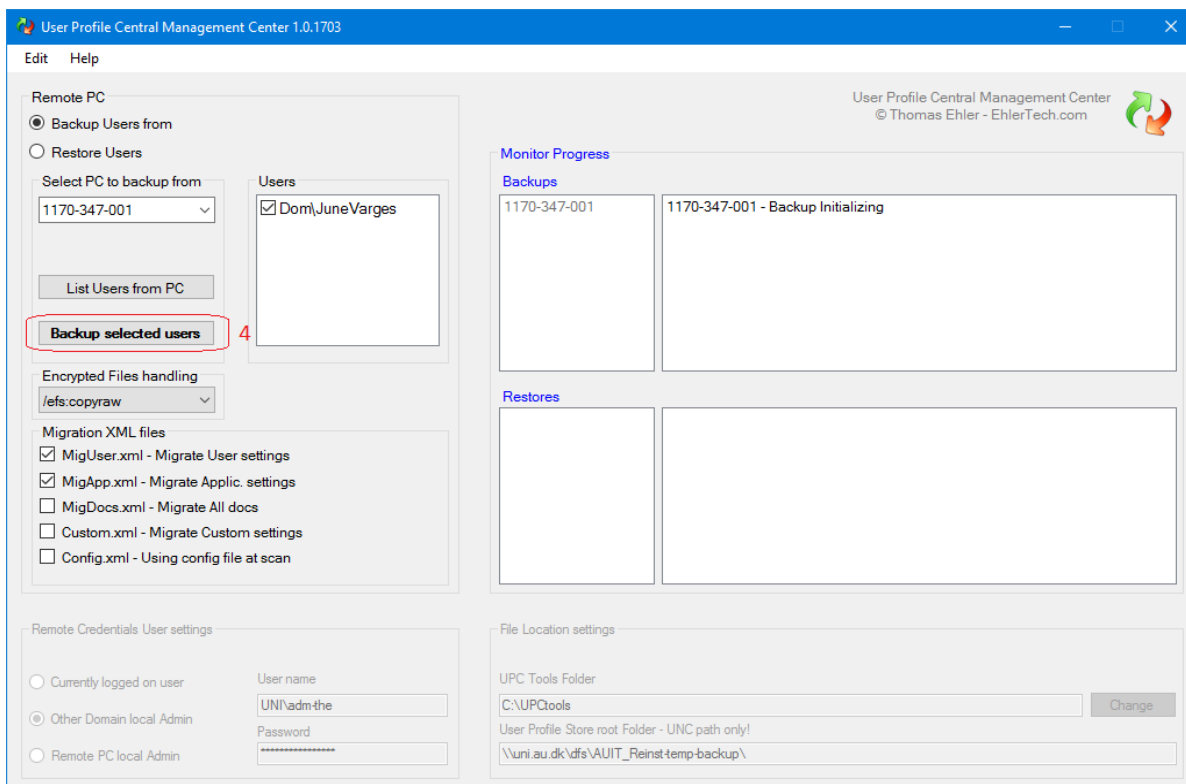 User Profile Central Management Center 1.0.1703
Edit Help
Remote PC
Backup Users from
Restore Users
Select PC to backup from
1170-347-001
List Users from PC
Backup selected users
4
Users
Dom\JuneVarges
Encrypted Files handling
/efs:copyraw
Migration XML files
MigUser.xml - Migrate User settings
MigApp.xml - Migrate Applic. settings
MigDocs.xml - Migrate All docs
Custom.xml - Migrate Custom settings
Config.xml - Using config file at scan
User Profile Central Management Center
© Thomas Ehler - EhlerTech.com
Monitor Progress
Backups
1170-347-001
1170-347-001 - Backup Initializing
Restores
Remote Credentials User settings
Currently logged on user
Other Domain local Admin
Remote PC local Admin
User name
UNI\adm-the
Password
****************
File Location settings
UPC Tools Folder
C:\UPCtools
Change
User Profile Store root Folder - UNC path only!
\\uni.au.dk\dfs\AUIT_Reinst-temp-backup\